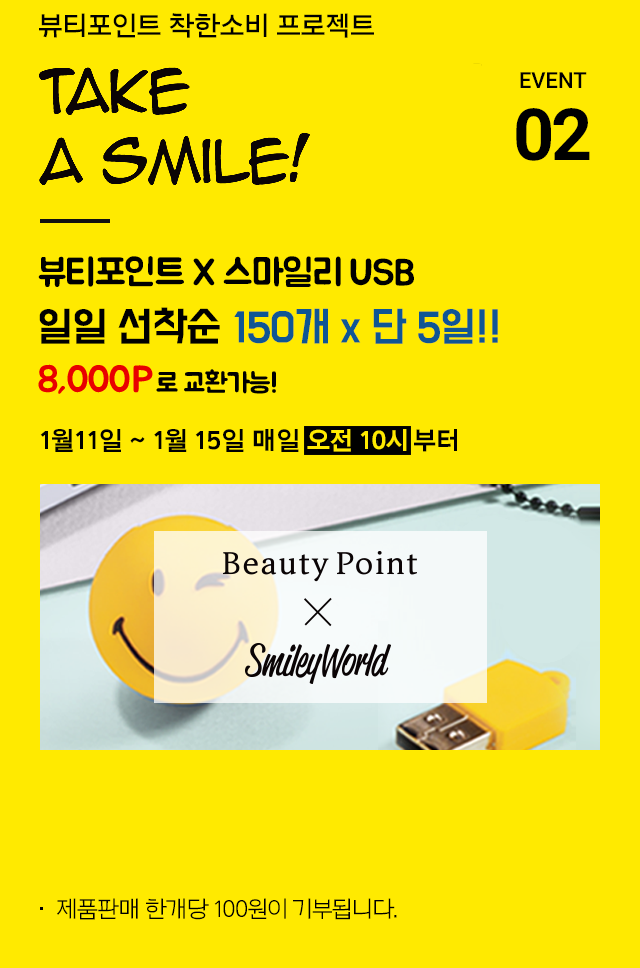 뷰티포인트 착한소비 프로젝트
TAKE
A SMILE!
EVENT
02
뷰티포인트 X 스마일리 USB
일일 선착순 150개 x 단 5일!!
8,000P로 교환가능!
1월11일 ~ 1월 15일 매일 오전 10시 부터
Beauty Point
×
SmileyWorld
· 제품판매 한개당 100원이 기부됩니다.